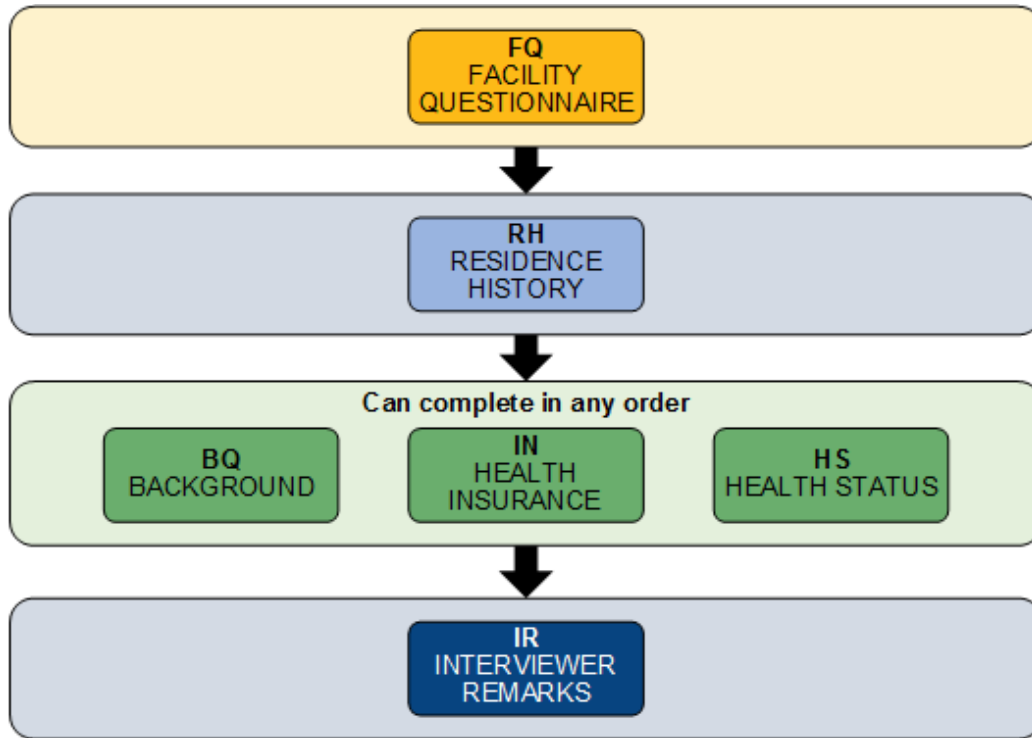 FQ
FACILITY
QUESTIONNAIRE
RH
RESIDENCE
HISTORY
Can complete in any order
BQ
BACKGROUND
IN
HEALTH
INSURANCE
HS
HEALTH STATUS
IR
INTERVIEWER
REMARKS